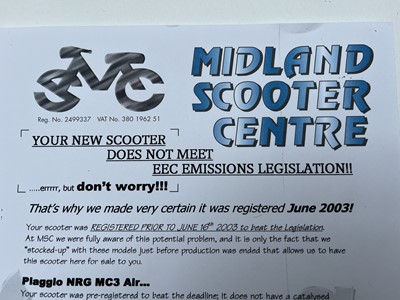 SMC
MIDLAND
SCOOTER
CENTRE
Reg. No. 2499337 VAT No. 380 1962 51
YOUR NEW SCOOTER
DOES NOT MEET
EEC EMISSIONS LEGISLATION!!
.....errrrr, but don't worry!!!
That's why we made very certain it was registered June 2003!
Your scooter was REGISTERED PRIOR TO JUNE 16th 2003 to beat the Legislation.
At MSC we were fully aware of this potential problem, and it is only the fact that we
"stocked-up" with these models just before production was ended that allows us to have
this scooter here for sale to you.
Piaggio NRG MC3 Air...
Your scooter was pre-registered to beat the deadline; it does not have a catalysed